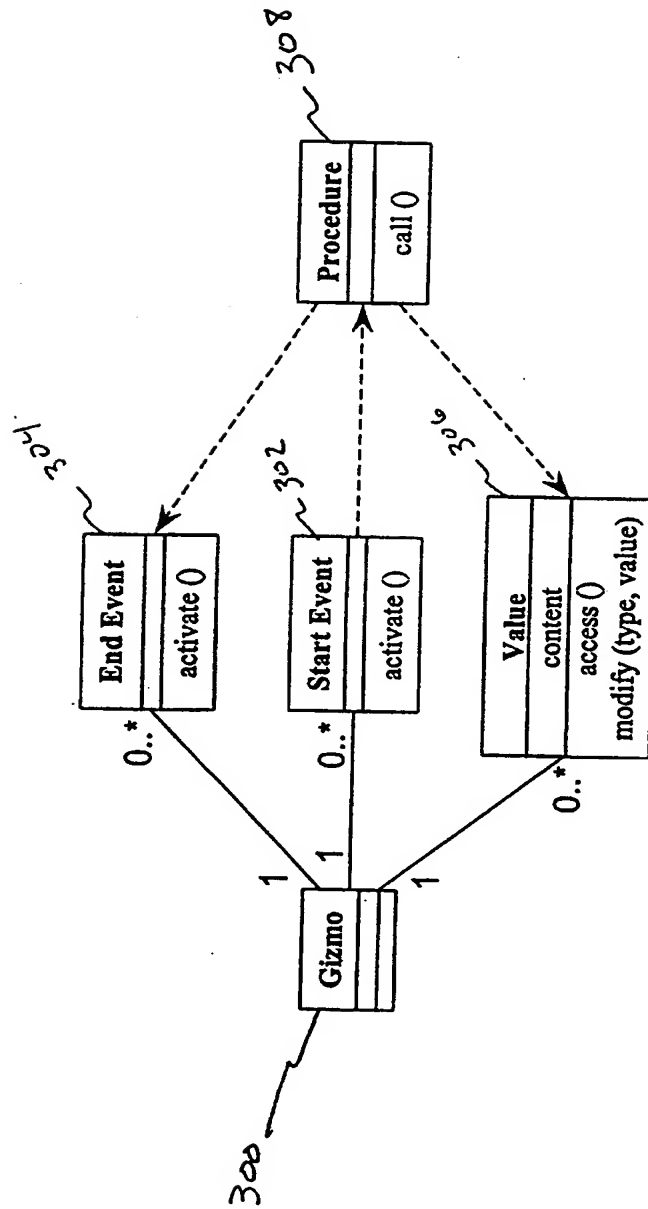 304
End Event
activate ()
0..*
302
Start Event
activate ()
0..*
308
Procedure
call ()
300
Gizmo
1
1
1
306
Value
content
access ()
modify (type, value)
0..*